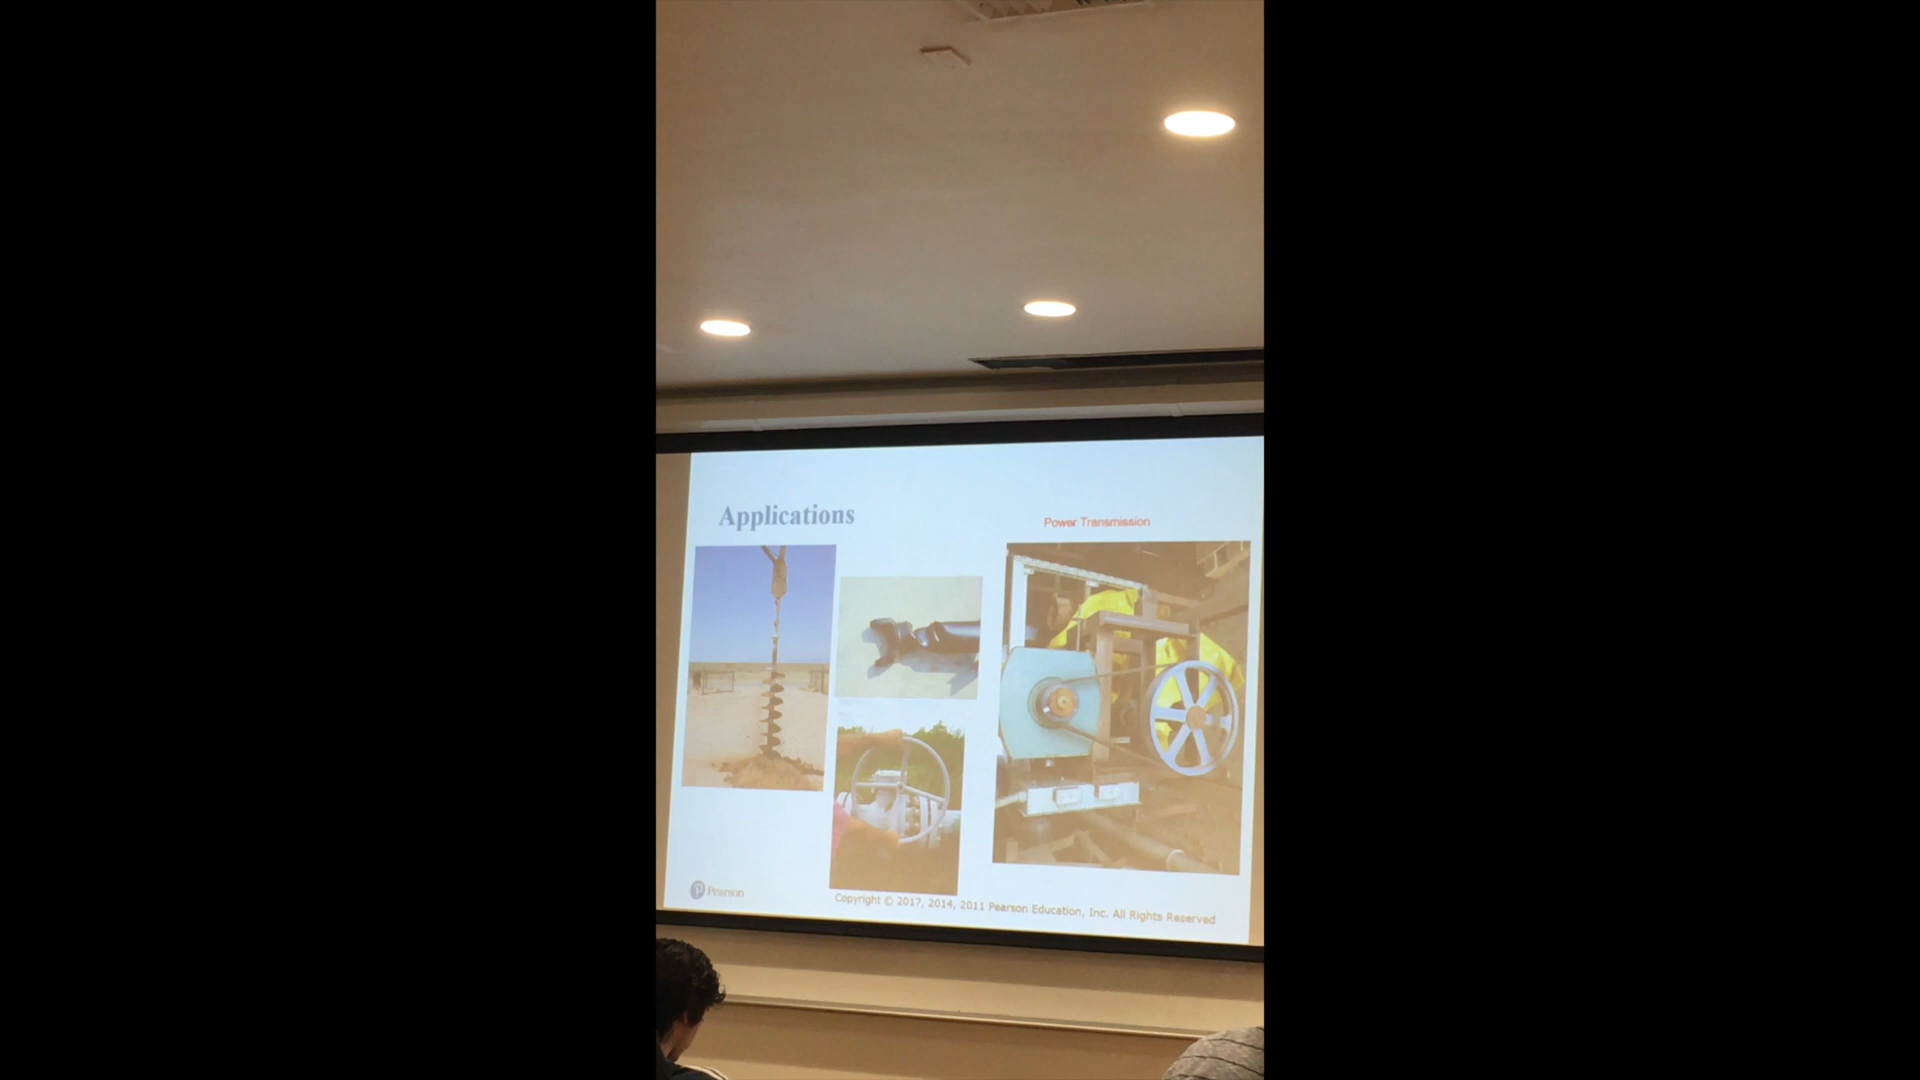 Applications
Power Transmission
Pearson
Copyright © 2017, 2014, 2011 Pearson Education, Inc. All Rights Reserved